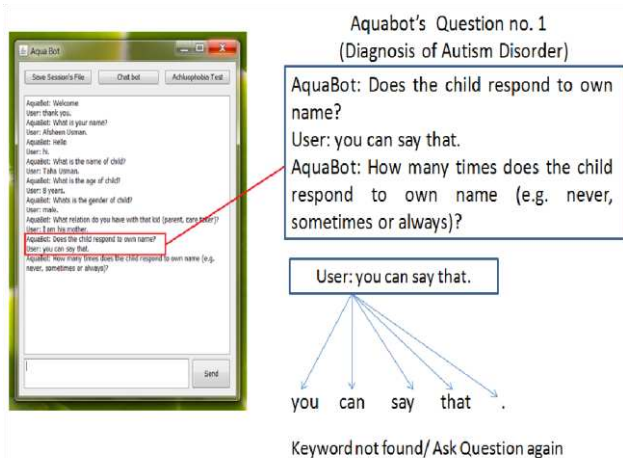 Aqua Bot
Save Session's File
Chat bot
Achluophobia Test
AquaBot: Welcome
User: thank you.
AquaBot: What is your name?
User: Afsheen Usman.
AquaBot: Hello
User: hi.
AquaBot: What is the name of child?
User: Taha Usman.
AquaBot: What is the age of child?
User: 8 years.
AquaBot: Whats is the gender of child?
User: male.
AquaBot: What relation do you have with that kid (parent, care taker)?
User: I am his mother.
AquaBot: Does the child respond to own name?
User: you can say that.
AquaBot: How many times does the child respond to own name (e.g.
never, sometimes or always)?
Send
Aquabot's Question no. 1
(Diagnosis of Autism Disorder)
AquaBot: Does the child respond to own
name?
User: you can say that.
AquaBot: How many times does the child
respond to own name (e.g. never,
sometimes or always)?
User: you can say that.
you can say that .
Keyword not found/ Ask Question again